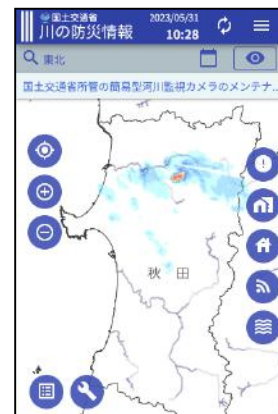 国土交通省
川の防災情報
2023/05/31
10:28
東北
国土交通省所管の簡易型河川監視カメラのメンテナ...
秋田